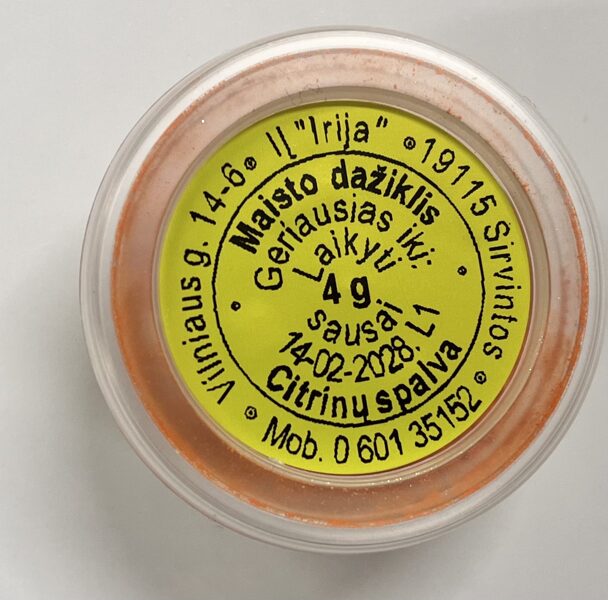 IĮ "Irija" • 19115 Sirvintos • Mob. 0 601 35152 • Vilniaus g. 14-6 •
Maisto dažiklis
Geriausias iki:
Laikyti
4 g
sausai
14-02-2028. L1
Citrinų spalva